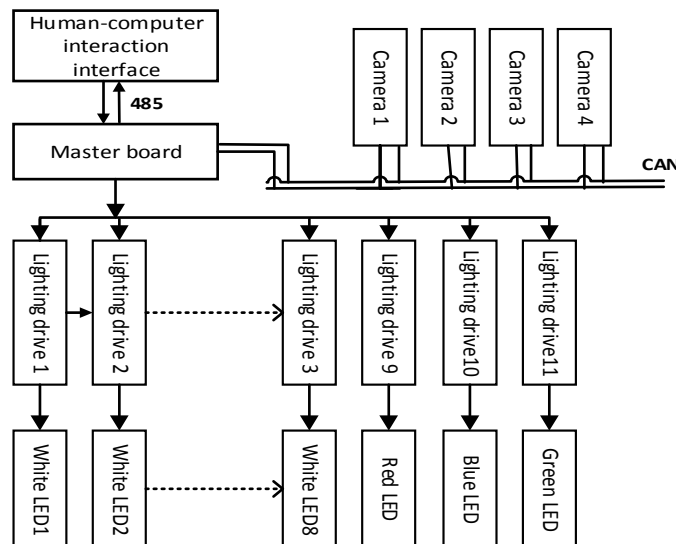 Human-computer
interaction
interface
485
Master board
Camera 1
Camera 2
Camera 3
Camera 4
CAN
Lighting drive 1
Lighting drive 2
Lighting drive 3
Lighting drive 9
Lighting drive10
Lighting drive11
White LED1
White LED2
White LED8
Red LED
Blue LED
Green LED